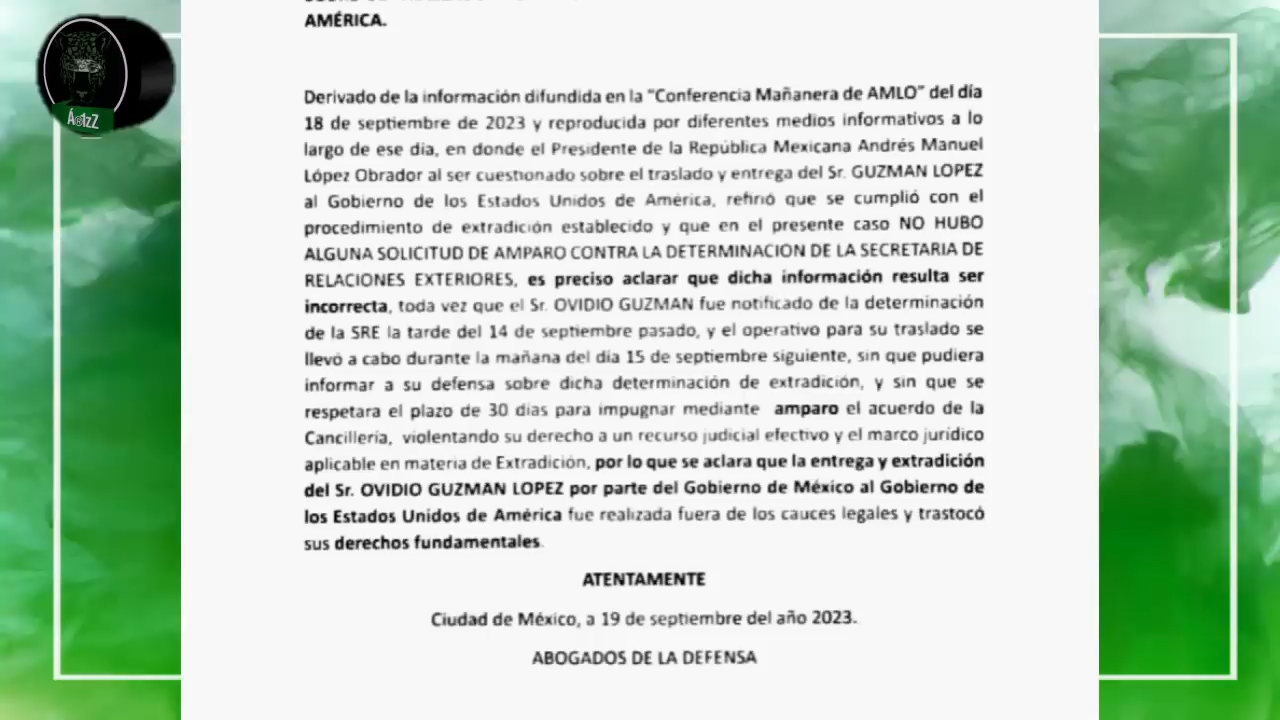 AMÉRICA.
Derivado de la información difundida en la “Conferencia Mañanera de AMLO” del día
18 de septiembre de 2023 y reproducida por diferentes medios informativos a lo
largo de ese día, en donde el Presidente de la República Mexicana Andrés Manuel
López Obrador al ser cuestionado sobre el traslado y entrega del Sr. GUZMAN LOPEZ
al Gobierno de los Estados Unidos de América, refirió que se cumplió con el
procedimiento de extradición establecido y que en el presente caso NO HUBO
ALGUNA SOLICITUD DE AMPARO CONTRA LA DETERMINACION DE LA SECRETARIA DE
RELACIONES EXTERIORES, es preciso aclarar que dicha información resulta ser
incorrecta, toda vez que el Sr. OVIDIO GUZMAN fue notificado de la determinación
de la SRE la tarde del 14 de septiembre pasado, y el operativo para su traslado se
llevó a cabo durante la mañana del día 15 de septiembre siguiente, sin que pudiera
informar a su defensa sobre dicha determinación de extradición, y sin que se
respetara el plazo de 30 días para impugnar mediante amparo el acuerdo de la
Cancillería, violentando su derecho a un recurso judicial efectivo y el marco jurídico
aplicable en materia de Extradición, por lo que se aclara que la entrega y extradición
del Sr. OVIDIO GUZMAN LOPEZ por parte del Gobierno de México al Gobierno de
los Estados Unidos de América fue realizada fuera de los cauces legales y trastocó
sus derechos fundamentales.
ATENTAMENTE
Ciudad de México, a 19 de septiembre del año 2023.
ABOGADOS DE LA DEFENSA